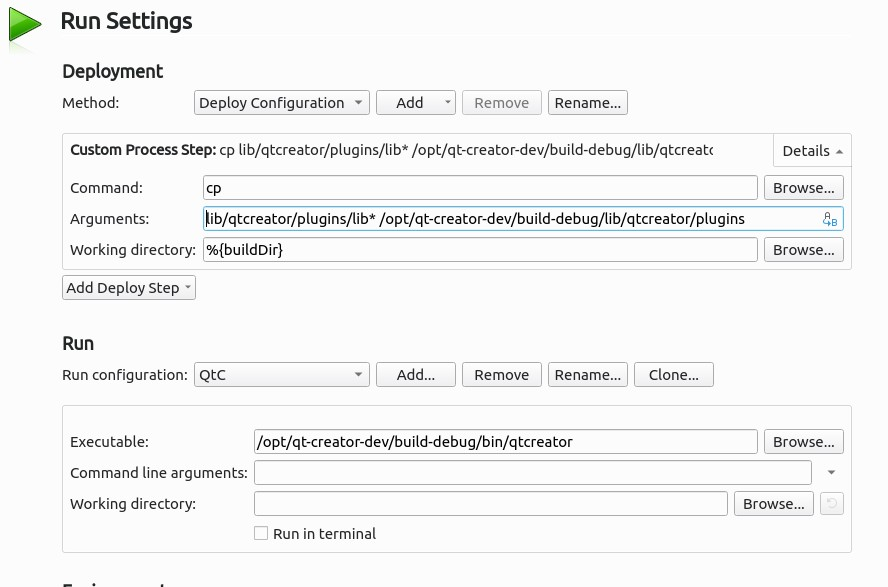 Run Settings
Deployment
Method: Deploy Configuration Add Remove Rename...
Custom Process Step: cp lib/qtcreator/plugins/lib* /opt/qt-creator-dev/build-debug/lib/qtcreatc Details
Command: cp Browse...
Arguments: lib/qtcreator/plugins/lib* /opt/qt-creator-dev/build-debug/lib/qtcreator/plugins
Working directory: %{buildDir} Browse...
Add Deploy Step
Run
Run configuration: QtC Add... Remove Rename... Clone...
Executable: /opt/qt-creator-dev/build-debug/bin/qtcreator Browse...
Command line arguments:
Working directory: Browse...
Run in terminal